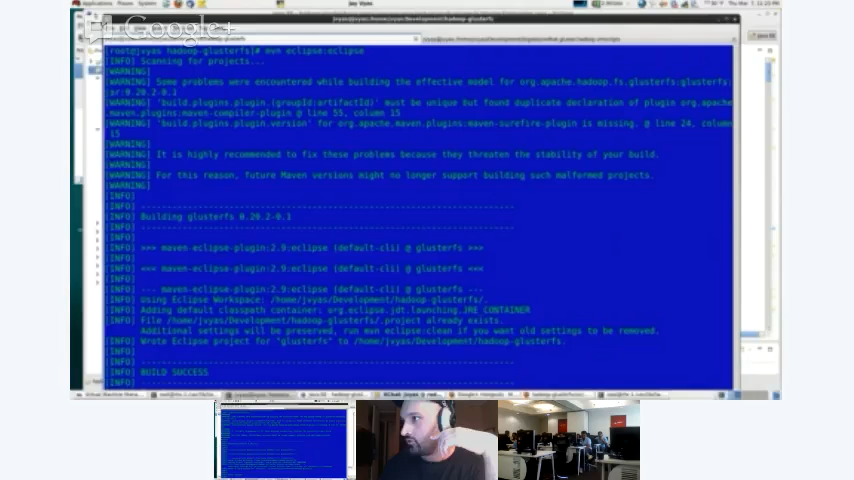 Applications Places System
Jay Vyas
Google+
[root@jvyas hadoop-glusterfs]# mvn eclipse:eclipse
[INFO] Scanning for projects...
[WARNING]
[WARNING] Some problems were encountered while building the effective model for org.apache.hadoop.fs.glusterfs:glusterfs:
jar:0.20.2-0.1
[WARNING] 'build.plugins.plugin.(groupId:artifactId)' must be unique but found duplicate declaration of plugin org.apache
.maven.plugins:maven-compiler-plugin @ line 55, column 15
[WARNING] 'build.plugins.plugin.version' for org.apache.maven.plugins:maven-surefire-plugin is missing. @ line 24, column
15
[WARNING]
[WARNING] It is highly recommended to fix these problems because they threaten the stability of your build.
[WARNING]
[WARNING] For this reason, future Maven versions might no longer support building such malformed projects.
[WARNING]
[INFO]
[INFO] ------------------------------------------------------------------------
[INFO] Building glusterfs 0.20.2-0.1
[INFO] ------------------------------------------------------------------------
[INFO]
[INFO] >>> maven-eclipse-plugin:2.9:eclipse (default-cli) @ glusterfs >>>
[INFO]
[INFO] <<< maven-eclipse-plugin:2.9:eclipse (default-cli) @ glusterfs <<<
[INFO]
[INFO] --- maven-eclipse-plugin:2.9:eclipse (default-cli) @ glusterfs ---
[INFO] Using Eclipse Workspace: /home/jvyas/Development/hadoop-glusterfs/.
[INFO] Adding default classpath container: org.eclipse.jdt.launching.JRE_CONTAINER
[INFO] File /home/jvyas/Development/hadoop-glusterfs/.project already exists.
Additional settings will be preserved, run mvn eclipse:clean if you want old settings to be removed.
[INFO] Wrote Eclipse project for "glusterfs" to /home/jvyas/Development/hadoop-glusterfs.
[INFO]
[INFO] ------------------------------------------------------------------------
[INFO] BUILD SUCCESS
[INFO] ------------------------------------------------------------------------